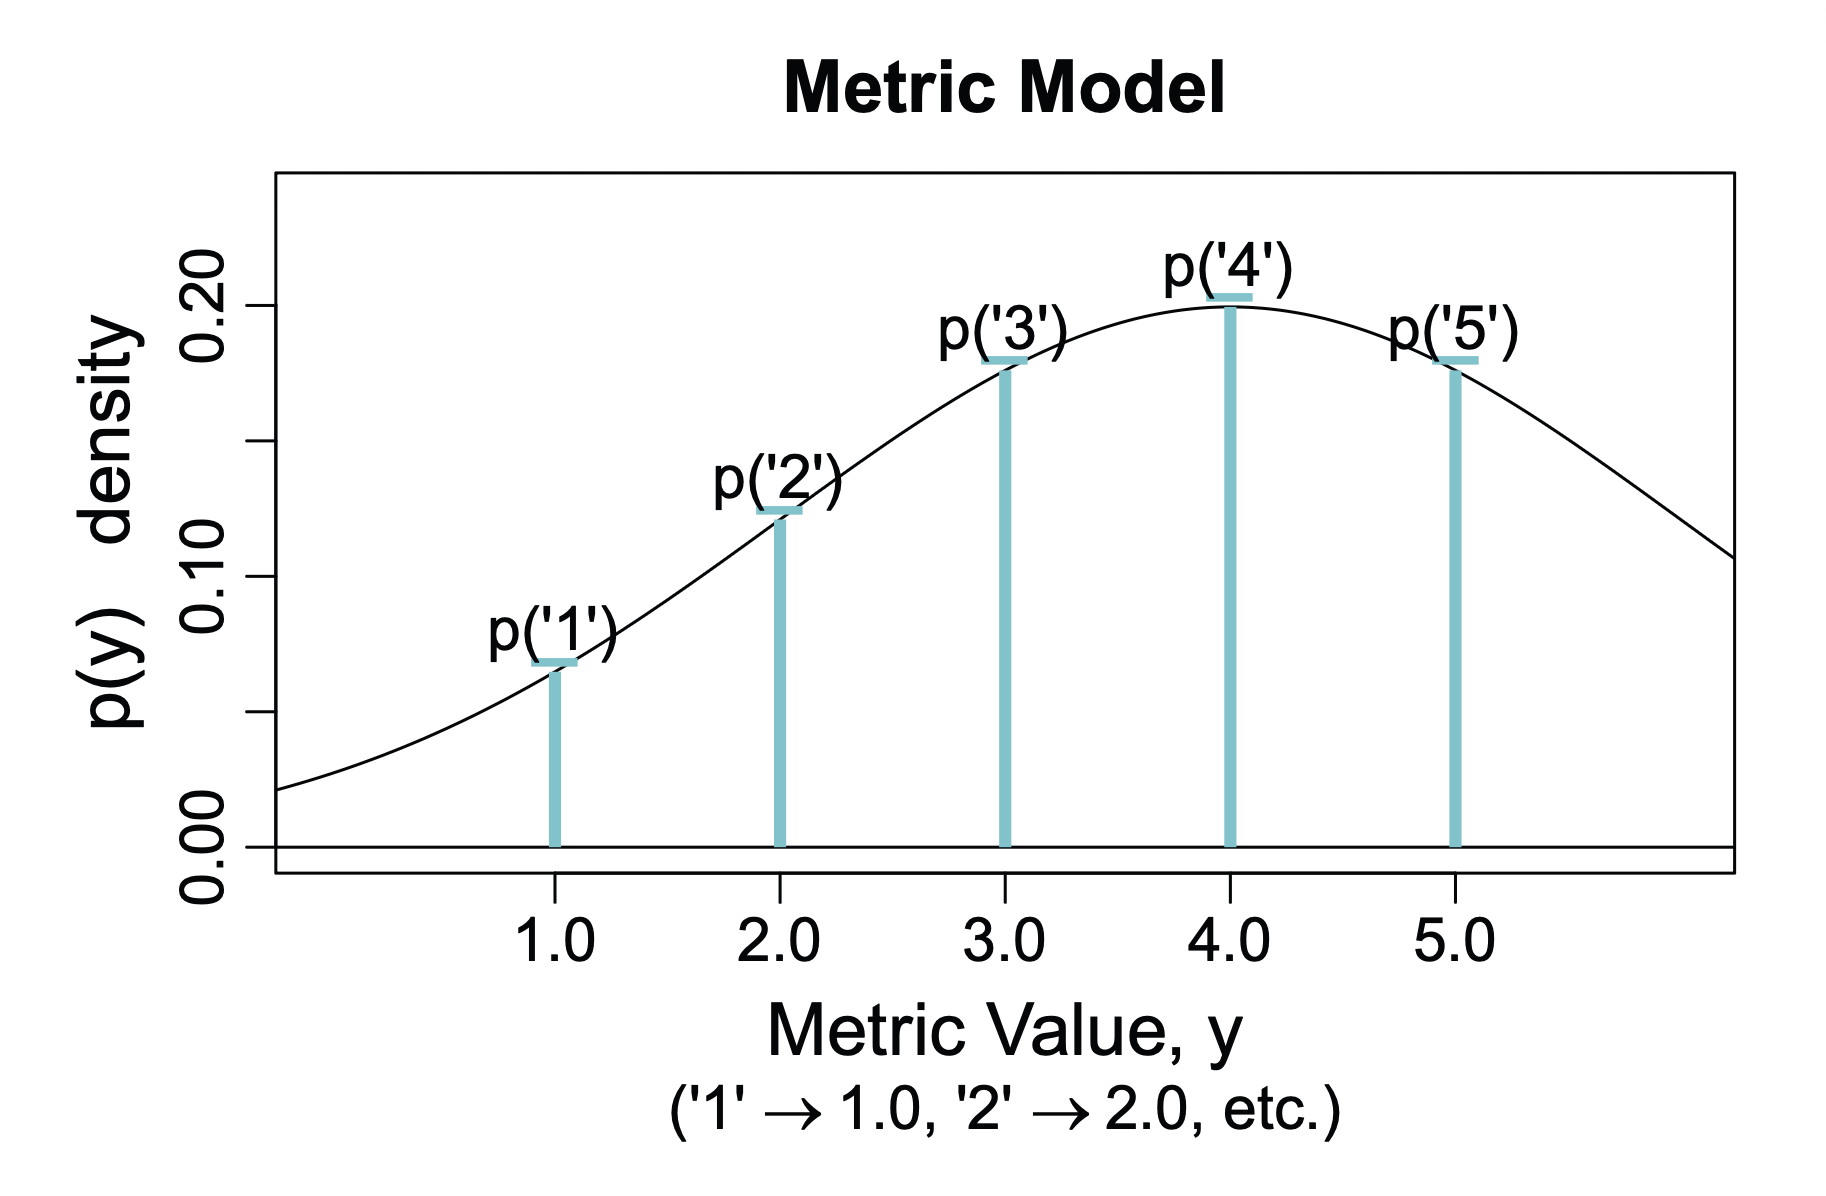 Metric Model
p(y) density
0.20
0.10
0.00
p('1')
p('2')
p('3')
p('4')
p('5')
1.0 2.0 3.0 4.0 5.0
Metric Value, y
('1' → 1.0, '2' → 2.0, etc.)